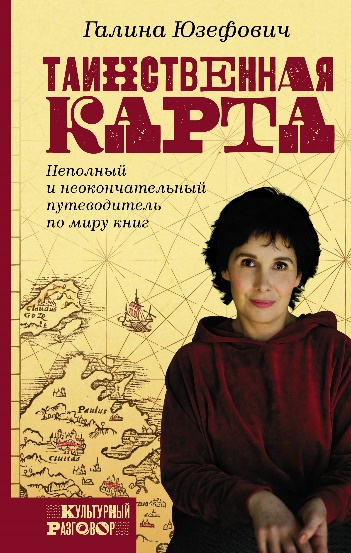 Галина Юзефович
ТАИНСТВЕННАЯ
КАРТА
Неполный
и неокончательный
путеводитель
по миру книг
Paulus
КУЛЬТУРНЫЙ
РАЗГОВОР